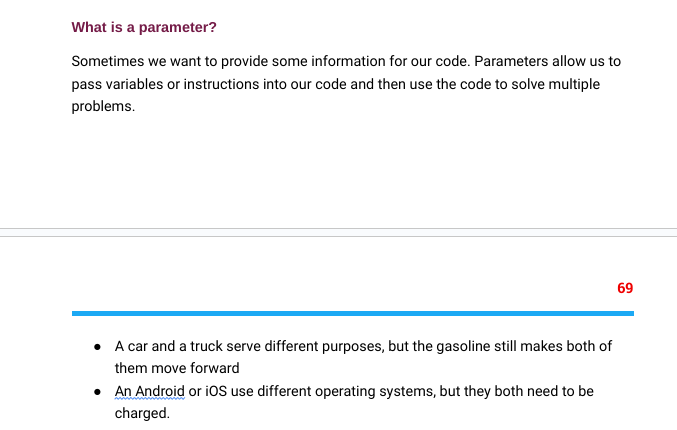 What is a parameter?
Sometimes we want to provide some information for our code. Parameters allow us to
pass variables or instructions into our code and then use the code to solve multiple
problems.
69
● A car and a truck serve different purposes, but the gasoline still makes both of
them move forward
● An Android or iOS use different operating systems, but they both need to be
charged.